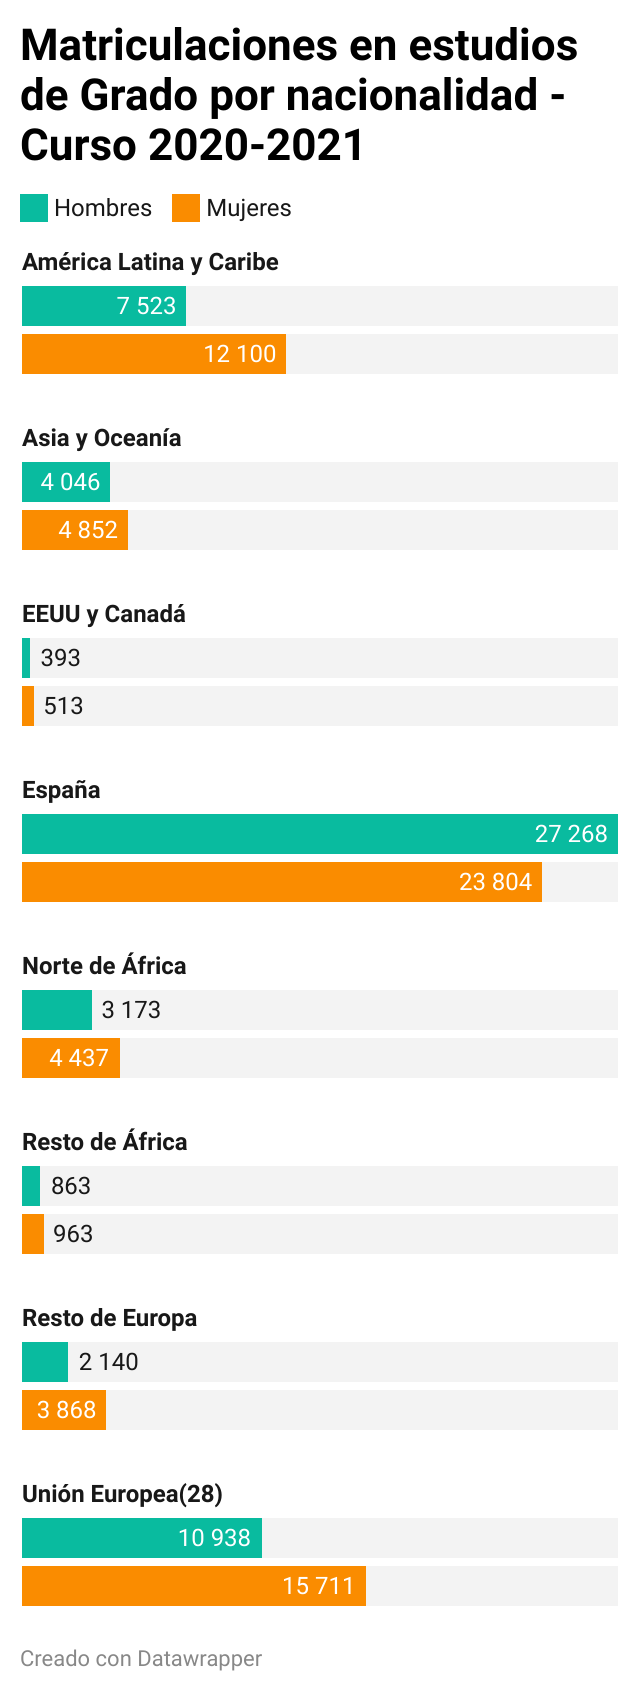 Matriculaciones en estudios
de Grado por nacionalidad -
Curso 2020-2021
Hombres Mujeres
América Latina y Caribe
7 523
12 100
Asia y Oceanía
4 046
4 852
EEUU y Canadá
393
513
España
27 268
23 804
Norte de África
3 173
4 437
Resto de África
863
963
Resto de Europa
2 140
3 868
Unión Europea(28)
10 938
15 711
Creado con Datawrapper